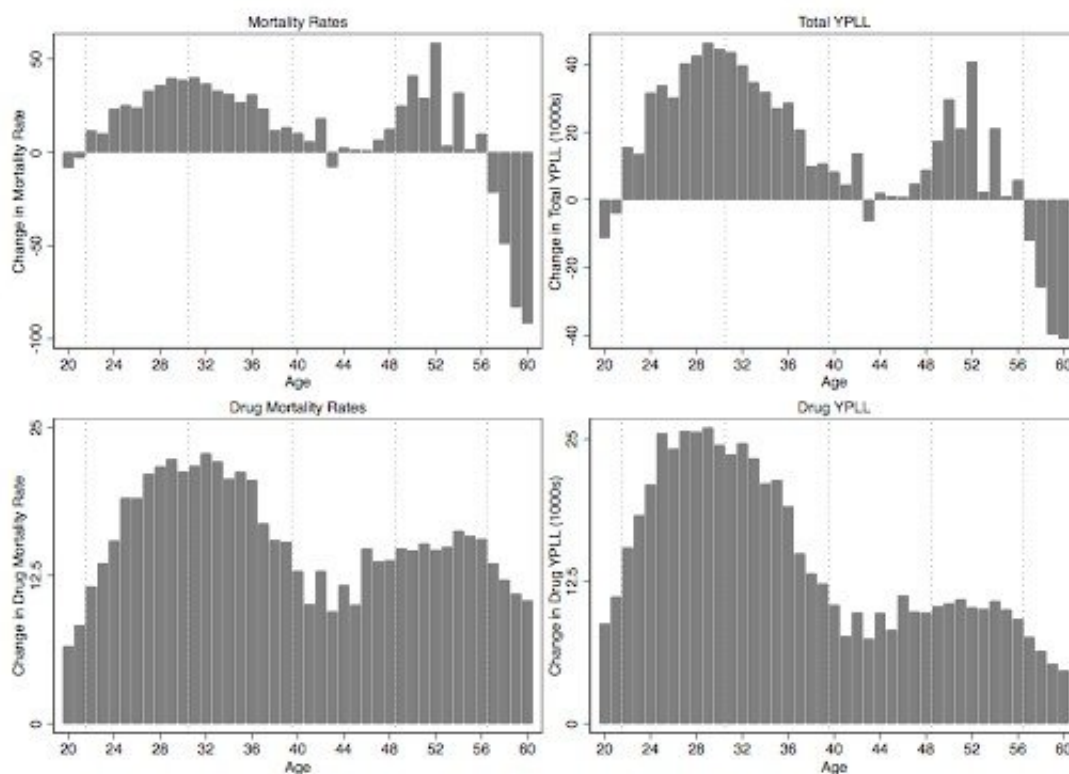 Mortality Rates
Change in Mortality Rate
50
0
-50
-100
20 24 28 32 36 40 44 48 52 56 60
Age
Total YPLL
Change in Total YPLL (1000s)
40
20
0
-20
-40
20 24 28 32 36 40 44 48 52 56 60
Age
Drug Mortality Rates
Change in Drug Mortality Rate
25
12.5
0
20 24 28 32 36 40 44 48 52 56 60
Age
Drug YPLL
Change in Drug YPLL (1000s)
25
12.5
0
20 24 28 32 36 40 44 48 52 56 60
Age